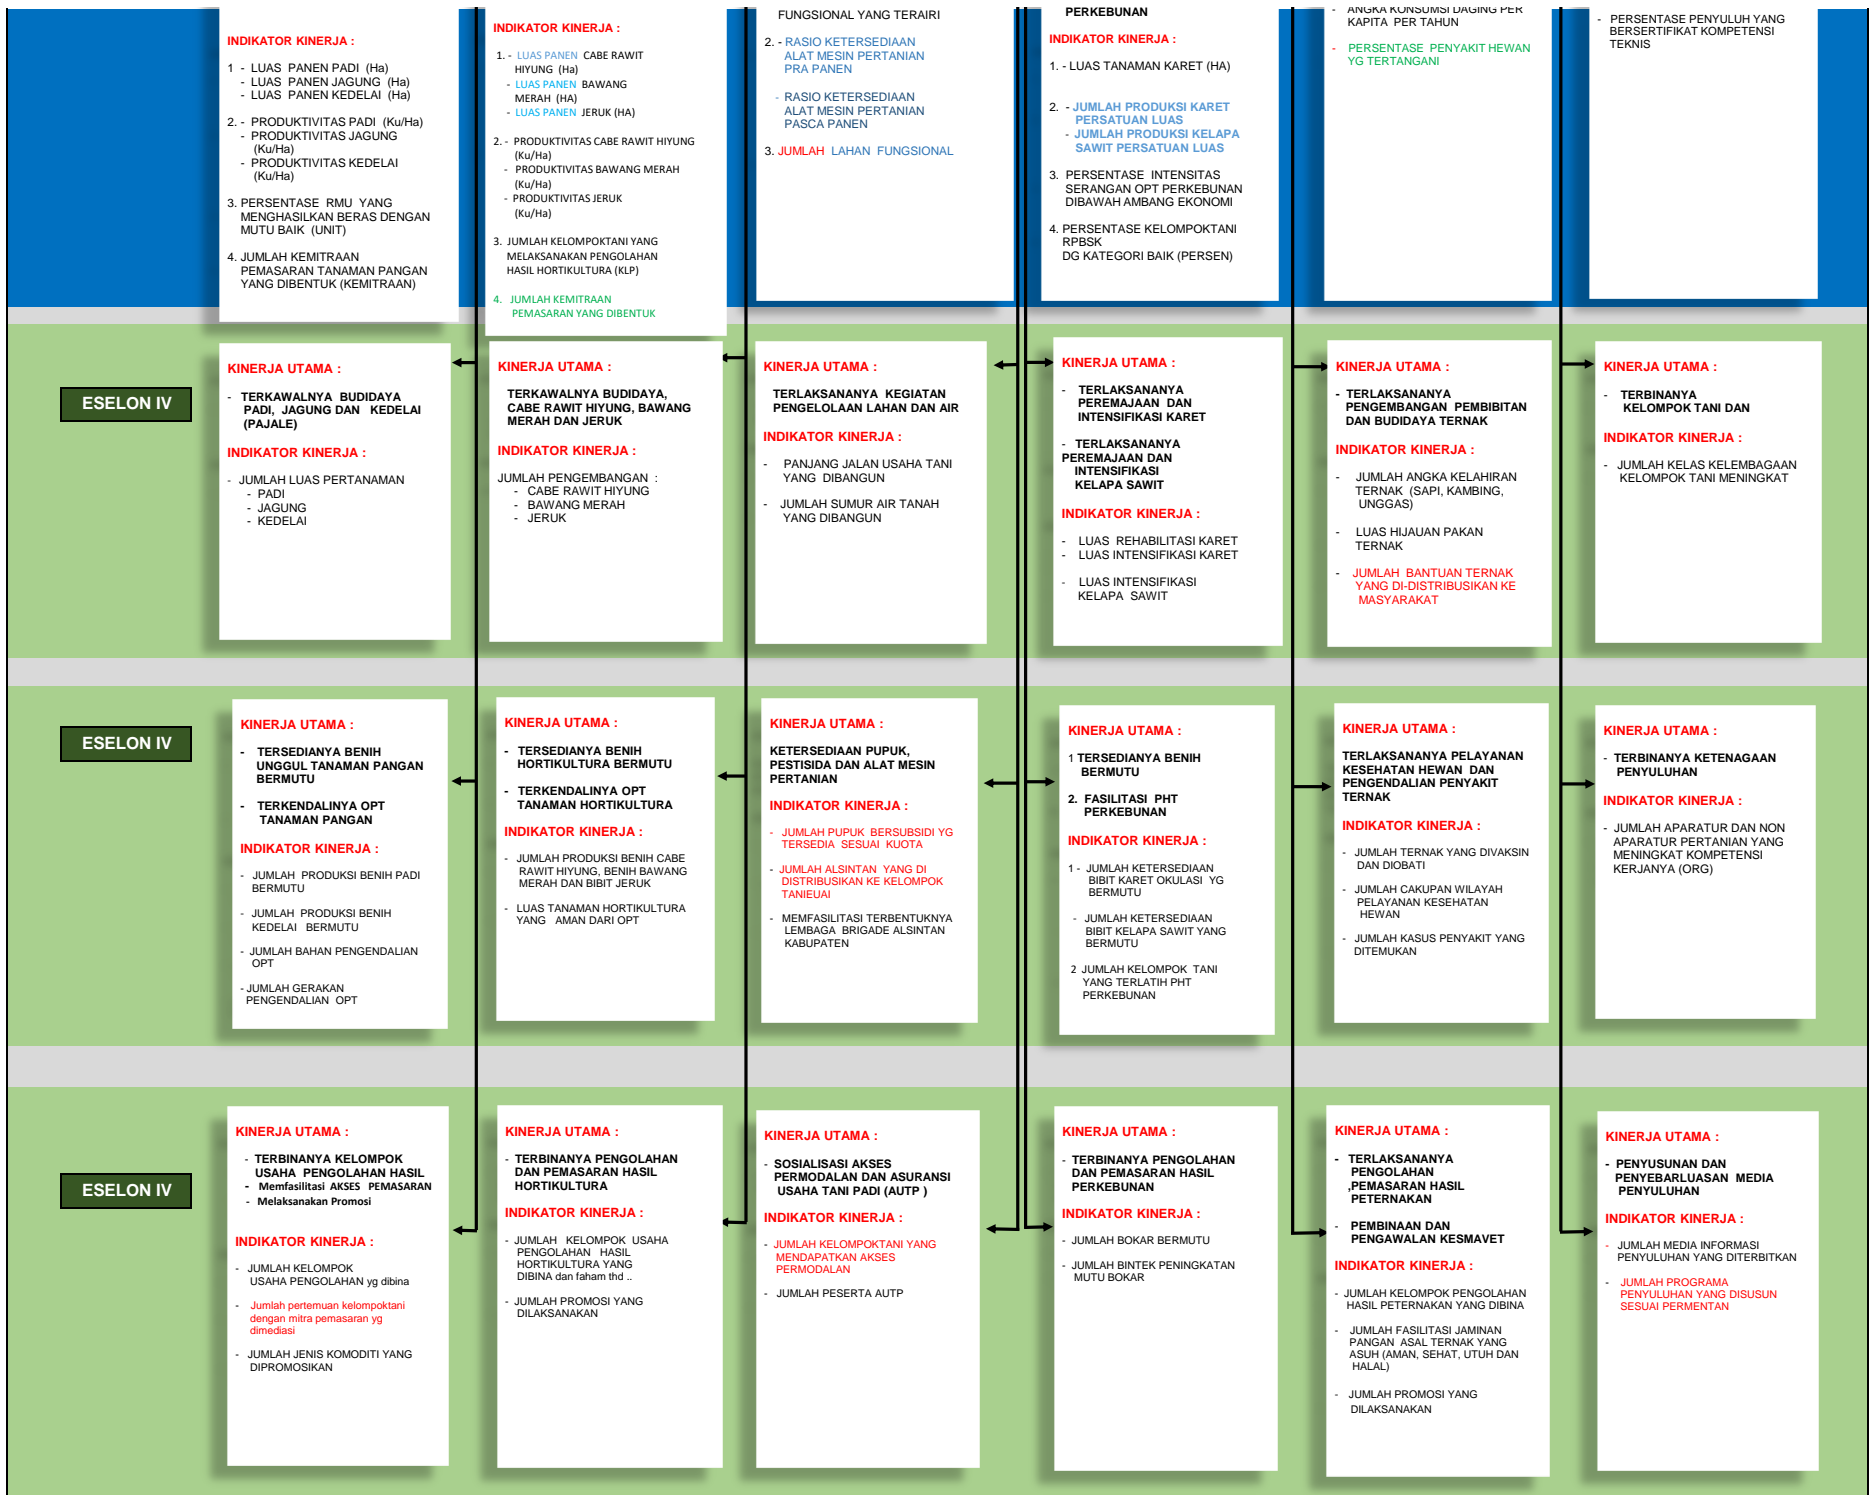 INDIKATOR KINERJA :
1 - LUAS PANEN PADI (Ha)
- LUAS PANEN JAGUNG (Ha)
- LUAS PANEN KEDELAI (Ha)
2. - PRODUKTIVITAS PADI (Ku/Ha)
- PRODUKTIVITAS JAGUNG
(Ku/Ha)
- PRODUKTIVITAS KEDELAI
(Ku/Ha)
3. PERSENTASE RMU YANG
MENGHASILKAN BERAS DENGAN
MUTU BAIK (UNIT)
4. JUMLAH KEMITRAAN
PEMASARAN TANAMAN PANGAN
YANG DIBENTUK (KEMITRAAN)
INDIKATOR KINERJA :
1. - LUAS PANEN CABE RAWIT
HIYUNG (Ha)
- LUAS PANEN BAWANG
MERAH (HA)
- LUAS PANEN JERUK (HA)
2. - PRODUKTIVITAS CABE RAWIT HIYUNG
(Ku/Ha)
- PRODUKTIVITAS BAWANG MERAH
(Ku/Ha)
- PRODUKTIVITAS JERUK
(Ku/Ha)
3. JUMLAH KELOMPOKTANI YANG
MELAKSANAKAN PENGOLAHAN
HASIL HORTIKULTURA (KLP)
4. JUMLAH KEMITRAAN
PEMASARAN YANG DIBENTUK
FUNGSIONAL YANG TERAIRI
2. - RASIO KETERSEDIAAN
ALAT MESIN PERTANIAN
PRA PANEN
- RASIO KETERSEDIAAN
ALAT MESIN PERTANIAN
PASCA PANEN
3. JUMLAH LAHAN FUNGSIONAL
PERKEBUNAN
INDIKATOR KINERJA :
1. - LUAS TANAMAN KARET (HA)
2. - JUMLAH PRODUKSI KARET
PERSATUAN LUAS
- JUMLAH PRODUKSI KELAPA
SAWIT PERSATUAN LUAS
3. PERSENTASE INTENSITAS
SERANGAN OPT PERKEBUNAN
DIBAWAH AMBANG EKONOMI
4. PERSENTASE KELOMPOKTANI
RPBSK
DG KATEGORI BAIK (PERSEN)
- ANGKA KONSUMSI DAGING PER
KAPITA PER TAHUN
- PERSENTASE PENYAKIT HEWAN
YG TERTANGANI
- PERSENTASE PENYULUH YANG
BERSERTIFIKAT KOMPETENSI
TEKNIS
ESELON IV
KINERJA UTAMA :
- TERKAWALNYA BUDIDAYA
PADI, JAGUNG DAN KEDELAI
(PAJALE)
INDIKATOR KINERJA :
- JUMLAH LUAS PERTANAMAN
- PADI
- JAGUNG
- KEDELAI
KINERJA UTAMA :
TERKAWALNYA BUDIDAYA,
CABE RAWIT HIYUNG, BAWANG
MERAH DAN JERUK
INDIKATOR KINERJA :
JUMLAH PENGEMBANGAN :
- CABE RAWIT HIYUNG
- BAWANG MERAH
- JERUK
KINERJA UTAMA :
TERLAKSANANYA KEGIATAN
PENGELOLAAN LAHAN DAN AIR
INDIKATOR KINERJA :
- PANJANG JALAN USAHA TANI
YANG DIBANGUN
- JUMLAH SUMUR AIR TANAH
YANG DIBANGUN
KINERJA UTAMA :
- TERLAKSANANYA
PEREMAJAAN DAN
INTENSIFIKASI KARET
- TERLAKSANANYA
PEREMAJAAN DAN
INTENSIFIKASI
KELAPA SAWIT
INDIKATOR KINERJA :
- LUAS REHABILITASI KARET
- LUAS INTENSIFIKASI KARET
- LUAS INTENSIFIKASI
KELAPA SAWIT
KINERJA UTAMA :
- TERLAKSANANYA
PENGEMBANGAN PEMBIBITAN
DAN BUDIDAYA TERNAK
INDIKATOR KINERJA :
- JUMLAH ANGKA KELAHIRAN
TERNAK (SAPI, KAMBING,
UNGGAS)
- LUAS HIJAUAN PAKAN
TERNAK
- JUMLAH BANTUAN TERNAK
YANG DI-DISTRIBUSIKAN KE
MASYARAKAT
KINERJA UTAMA :
- TERBINANYA
KELOMPOK TANI DAN
INDIKATOR KINERJA :
- JUMLAH KELAS KELEMBAGAAN
KELOMPOK TANI MENINGKAT
ESELON IV
KINERJA UTAMA :
- TERSEDIANYA BENIH
UNGGUL TANAMAN PANGAN
BERMUTU
- TERKENDALINYA OPT
TANAMAN PANGAN
INDIKATOR KINERJA :
- JUMLAH PRODUKSI BENIH PADI
BERMUTU
- JUMLAH PRODUKSI BENIH
KEDELAI BERMUTU
- JUMLAH BAHAN PENGENDALIAN
OPT
- JUMLAH GERAKAN
PENGENDALIAN OPT
KINERJA UTAMA :
- TERSEDIANYA BENIH
HORTIKULTURA BERMUTU
- TERKENDALINYA OPT
TANAMAN HORTIKULTURA
INDIKATOR KINERJA :
- JUMLAH PRODUKSI BENIH CABE
RAWIT HIYUNG, BENIH BAWANG
MERAH DAN BIBIT JERUK
- LUAS TANAMAN HORTIKULTURA
YANG AMAN DARI OPT
KINERJA UTAMA :
KETERSEDIAAN PUPUK,
PESTISIDA DAN ALAT MESIN
PERTANIAN
INDIKATOR KINERJA :
- JUMLAH PUPUK BERSUBSIDI YG
TERSEDIA SESUAI KUOTA
- JUMLAH ALSINTAN YANG DI
DISTRIBUSIKAN KE KELOMPOK
TANIEUAI
- MEMFASILITASI TERBENTUKNYA
LEMBAGA BRIGADE ALSINTAN
KABUPATEN
KINERJA UTAMA :
1 TERSEDIANYA BENIH
BERMUTU
2. FASILITASI PHT
PERKEBUNAN
INDIKATOR KINERJA :
1 - JUMLAH KETERSEDIAAN
BIBIT KARET OKULASI YG
BERMUTU
- JUMLAH KETERSEDIAAN
BIBIT KELAPA SAWIT YANG
BERMUTU
2 JUMLAH KELOMPOK TANI
YANG TERLATIH PHT
PERKEBUNAN
KINERJA UTAMA :
TERLAKSANANYA PELAYANAN
KESEHATAN HEWAN DAN
PENGENDALIAN PENYAKIT
TERNAK
INDIKATOR KINERJA :
- JUMLAH TERNAK YANG DIVAKSIN
DAN DIOBATI
- JUMLAH CAKUPAN WILAYAH
PELAYANAN KESEHATAN
HEWAN
- JUMLAH KASUS PENYAKIT YANG
DITEMUKAN
KINERJA UTAMA :
- TERBINANYA KETENAGAAN
PENYULUHAN
INDIKATOR KINERJA :
- JUMLAH APARATUR DAN NON
APARATUR PERTANIAN YANG
MENINGKAT KOMPETENSI
KERJANYA (ORG)
ESELON IV
KINERJA UTAMA :
- TERBINANYA KELOMPOK
USAHA PENGOLAHAN HASIL
- Memfasilitasi AKSES PEMASARAN
- Melaksanakan Promosi
INDIKATOR KINERJA :
- JUMLAH KELOMPOK
USAHA PENGOLAHAN yg dibina
- Jumlah pertemuan kelompoktani
dengan mitra pemasaran yg
dimediasi
- JUMLAH JENIS KOMODITI YANG
DIPROMOSIKAN
KINERJA UTAMA :
- TERBINANYA PENGOLAHAN
DAN PEMASARAN HASIL
HORTIKULTURA
INDIKATOR KINERJA :
- JUMLAH KELOMPOK USAHA
PENGOLAHAN HASIL
HORTIKULTURA YANG
DIBINA dan faham thd ..
- JUMLAH PROMOSI YANG
DILAKSANAKAN
KINERJA UTAMA :
- SOSIALISASI AKSES
PERMODALAN DAN ASURANSI
USAHA TANI PADI (AUTP )
INDIKATOR KINERJA :
- JUMLAH KELOMPOKTANI YANG
MENDAPATKAN AKSES
PERMODALAN
- JUMLAH PESERTA AUTP
KINERJA UTAMA :
- TERBINANYA PENGOLAHAN
DAN PEMASARAN HASIL
PERKEBUNAN
INDIKATOR KINERJA :
- JUMLAH BOKAR BERMUTU
- JUMLAH BINTEK PENINGKATAN
MUTU BOKAR
KINERJA UTAMA :
- TERLAKSANANYA
PENGOLAHAN
,PEMASARAN HASIL
PETERNAKAN
- PEMBINAAN DAN
PENGAWALAN KESMAVET
INDIKATOR KINERJA :
- JUMLAH KELOMPOK PENGOLAHAN
HASIL PETERNAKAN YANG DIBINA
- JUMLAH FASILITASI JAMINAN
PANGAN ASAL TERNAK YANG
ASUH (AMAN, SEHAT, UTUH DAN
HALAL)
- JUMLAH PROMOSI YANG
DILAKSANAKAN
KINERJA UTAMA :
- PENYUSUNAN DAN
PENYEBARLUASAN MEDIA
PENYULUHAN
INDIKATOR KINERJA :
- JUMLAH MEDIA INFORMASI
PENYULUHAN YANG DITERBITKAN
- JUMLAH PROGRAMA
PENYULUHAN YANG DISUSUN
SESUAI PERMENTAN